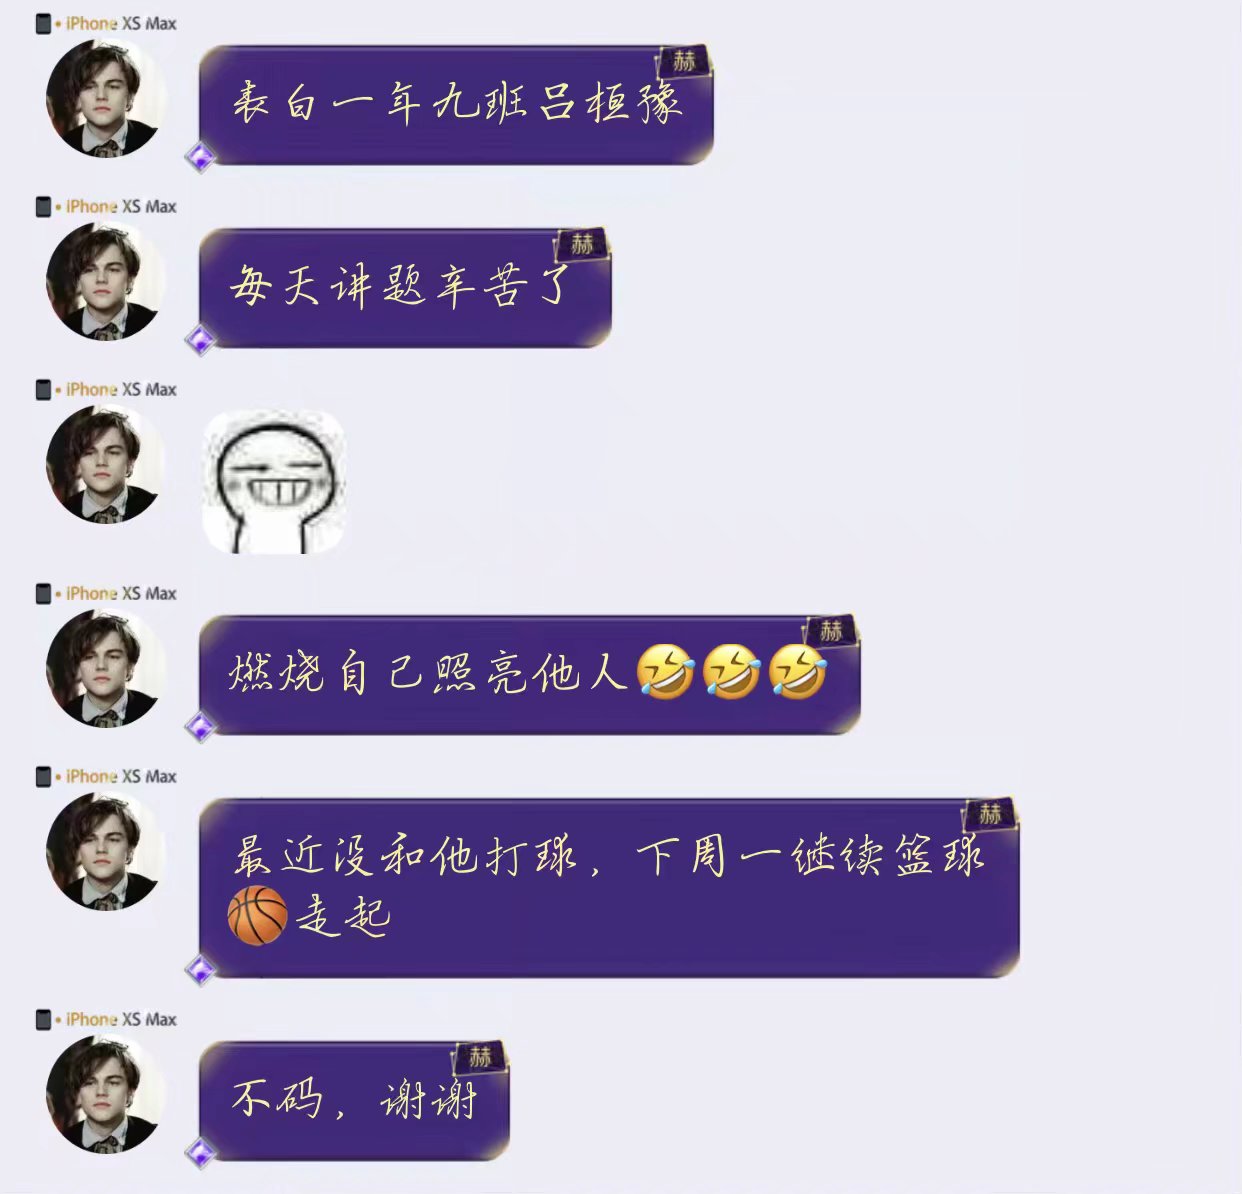 iPhone XS Max
赫
表白一年九班吕桓豫
iPhone XS Max
赫
每天讲题辛苦了
iPhone XS Max
iPhone XS Max
赫
燃烧自己照亮他人🤣🤣🤣
iPhone XS Max
赫
最近没和他打球，下周一继续篮球
🏀走起
iPhone XS Max
赫
不码，谢谢